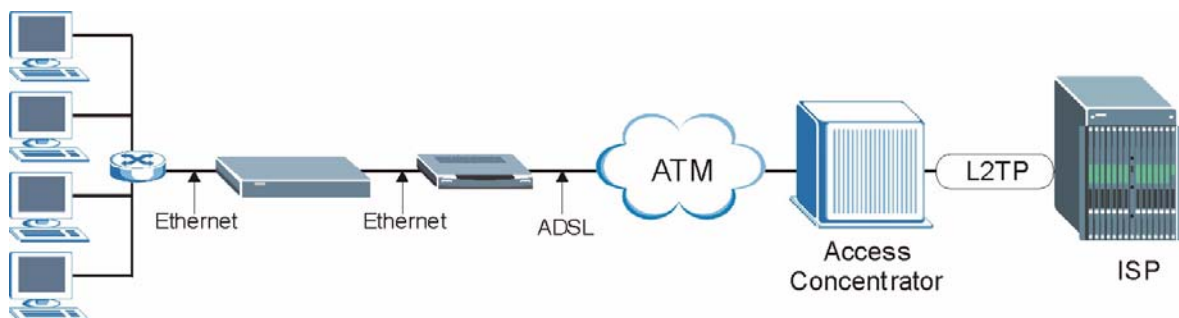 Ethernet
Ethernet
ADSL
ATM
Access
Concentrator
L2TP
ISP